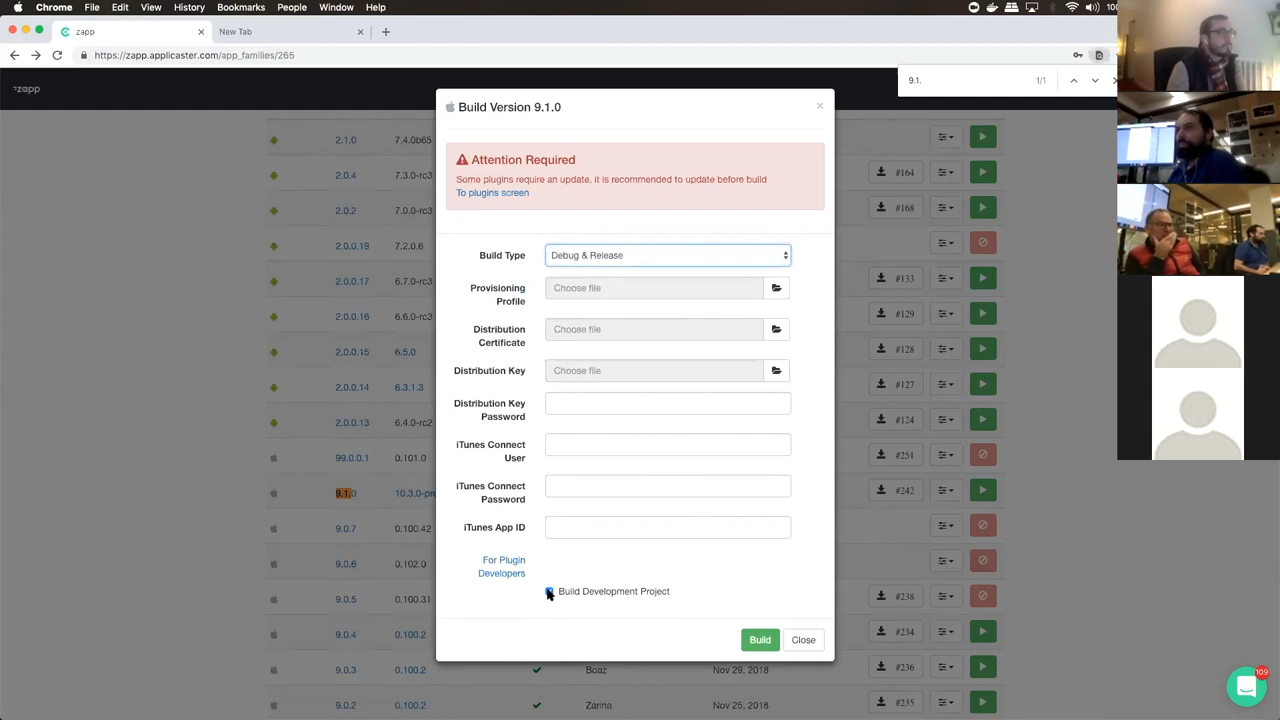 Chrome File Edit View History Bookmarks People Window Help
zapp
New Tab
https://zapp.applicaster.com/app_families/265
9.1. 1/1
zapp
Build Version 9.1.0
Attention Required
Some plugins require an update, it is recommended to update before build
To plugins screen
Build Type Debug & Release
Provisioning Profile Choose file
Distribution Certificate Choose file
Distribution Key Choose file
Distribution Key Password
iTunes Connect User
iTunes Connect Password
iTunes App ID
For Plugin Developers
Build Development Project
Build Close
2.1.0 7.4.0b65
2.0.4 7.3.0-rc3 #164
2.0.2 7.0.0-rc3 #168
2.0.0.19 7.2.0.6
2.0.0.17 6.7.0-rc1 #133
2.0.0.16 6.6.0-rc3 #129
2.0.0.15 6.5.0 #128
2.0.0.14 6.3.1.3 #127
2.0.0.13 6.4.0-rc2 #124
99.0.0.1 0.101.0 #251
9.1.0 10.3.0-pre #242
9.0.7 0.100.42
9.0.6 0.102.0
9.0.5 0.100.31 #238
9.0.4 0.100.2 #234
9.0.3 0.100.2 Boaz Nov 29, 2018 #236
9.0.2 0.100.2 Zarina Nov 25, 2018 #235
109